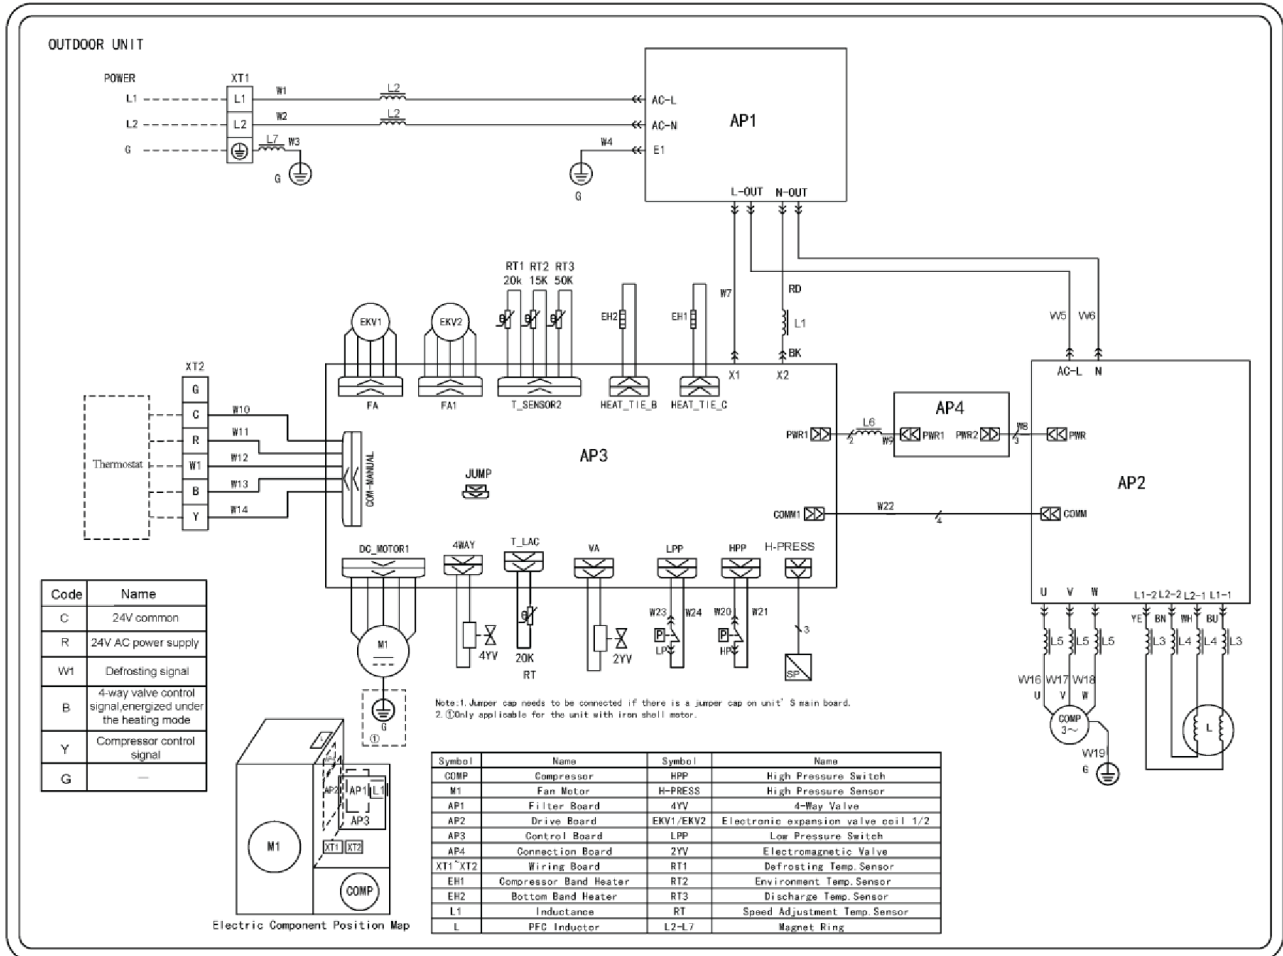 OUTDOOR UNIT
POWER
XT1
L1
L1
W1
L2
AC-L
L2
L2
W2
L2
AC-N
AP1
G
L7
W3
G
W4
E1
G
L-OUT
N-OUT
RT1 RT2 RT3
20k 15K 50K
EKV1
EKV2
EH2
EH1
W7
RD
L1
BK
W5
W6
X1
X2
AC-L
N
FA
FA1
T_SENSOR2
HEAT_TIE_B
HEAT_TIE_C
XT2
G
C
W10
R
W11
Thermostat
W1
W12
B
W13
Y
W14
COM-MANUAL
JUMP
AP3
AP4
PWR1
2
L6
W9
PWR1
PWR2
3
W8
PWR
AP2
COMM1
W22
4
COMM
DC_MOTOR1
4WAY
T_LAC
VA
LPP
HPP
H-PRESS
U
V
W
L1-2
L2-2
L2-1
L1-1
YE
BN
WH
BU
L5
L5
L5
L3
L4
L4
L3
M1
4YV
θ
20K
RT
2YV
W23
W24
P
LP
W20
W21
P
HP
3
SP
W16
W17
W18
U
V
W
COMP
3~
W19
G
L
G
①
Code Name
C 24V common
R 24V AC power supply
W1 Defrosting signal
B 4-way valve control
signal,energized under
the heating mode
Y Compressor control
signal
G —
Note:1.Jumper cap needs to be connected if there is a jumper cap on unit' S main board.
2.①Only applicable for the unit with iron shell motor.
L
AP2
AP1
L1
AP3
M1
XT1
XT2
COMP
Electric Component Position Map
Symbol Name Symbol Name
COMP Compressor HPP High Pressure Switch
M1 Fan Motor H-PRESS High Pressure Sensor
AP1 Filter Board 4YV 4-Way Valve
AP2 Drive Board EKV1/EKV2 Electronic expansion valve coil 1/2
AP3 Control Board LPP Low Pressure Switch
AP4 Connection Board 2YV Electromagnetic Valve
XT1~XT2 Wiring Board RT1 Defrosting Temp.Sensor
EH1 Compressor Band Heater RT2 Environment Temp.Sensor
EH2 Bottom Band Heater RT3 Discharge Temp.Sensor
L1 Inductance RT Speed Adjustment Temp.Sensor
L PFC Inductor L2-L7 Magnet Ring